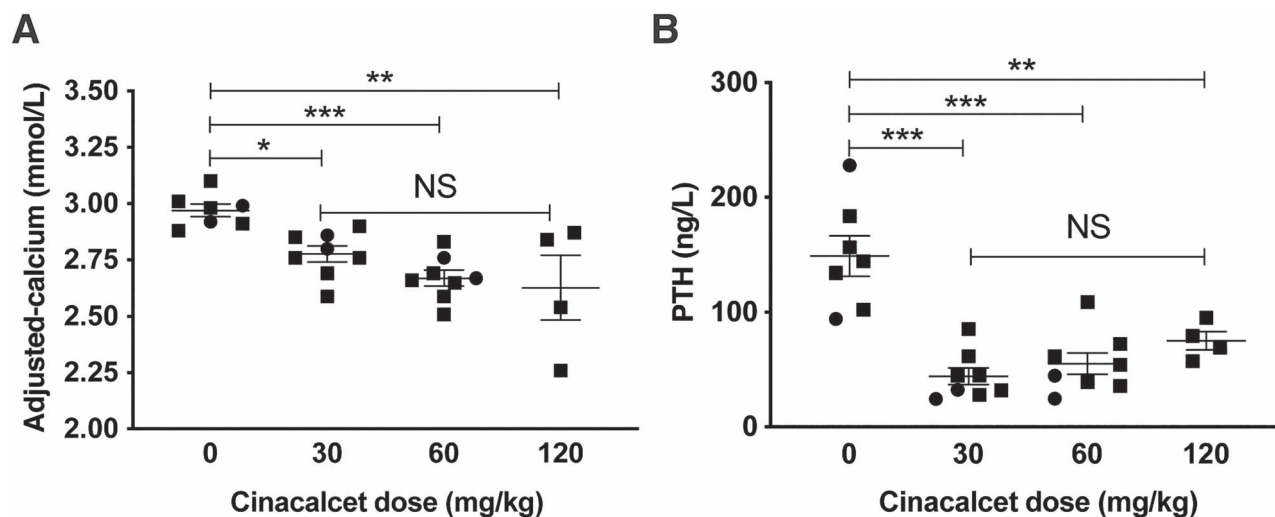 A
Adjusted-calcium (mmol/L)
3.50
3.25
3.00
2.75
2.50
2.25
2.00
**
***
*
NS
0 30 60 120
Cinacalcet dose (mg/kg)
B
PTH (ng/L)
300
200
100
0
**
***
***
NS
0 30 60 120
Cinacalcet dose (mg/kg)